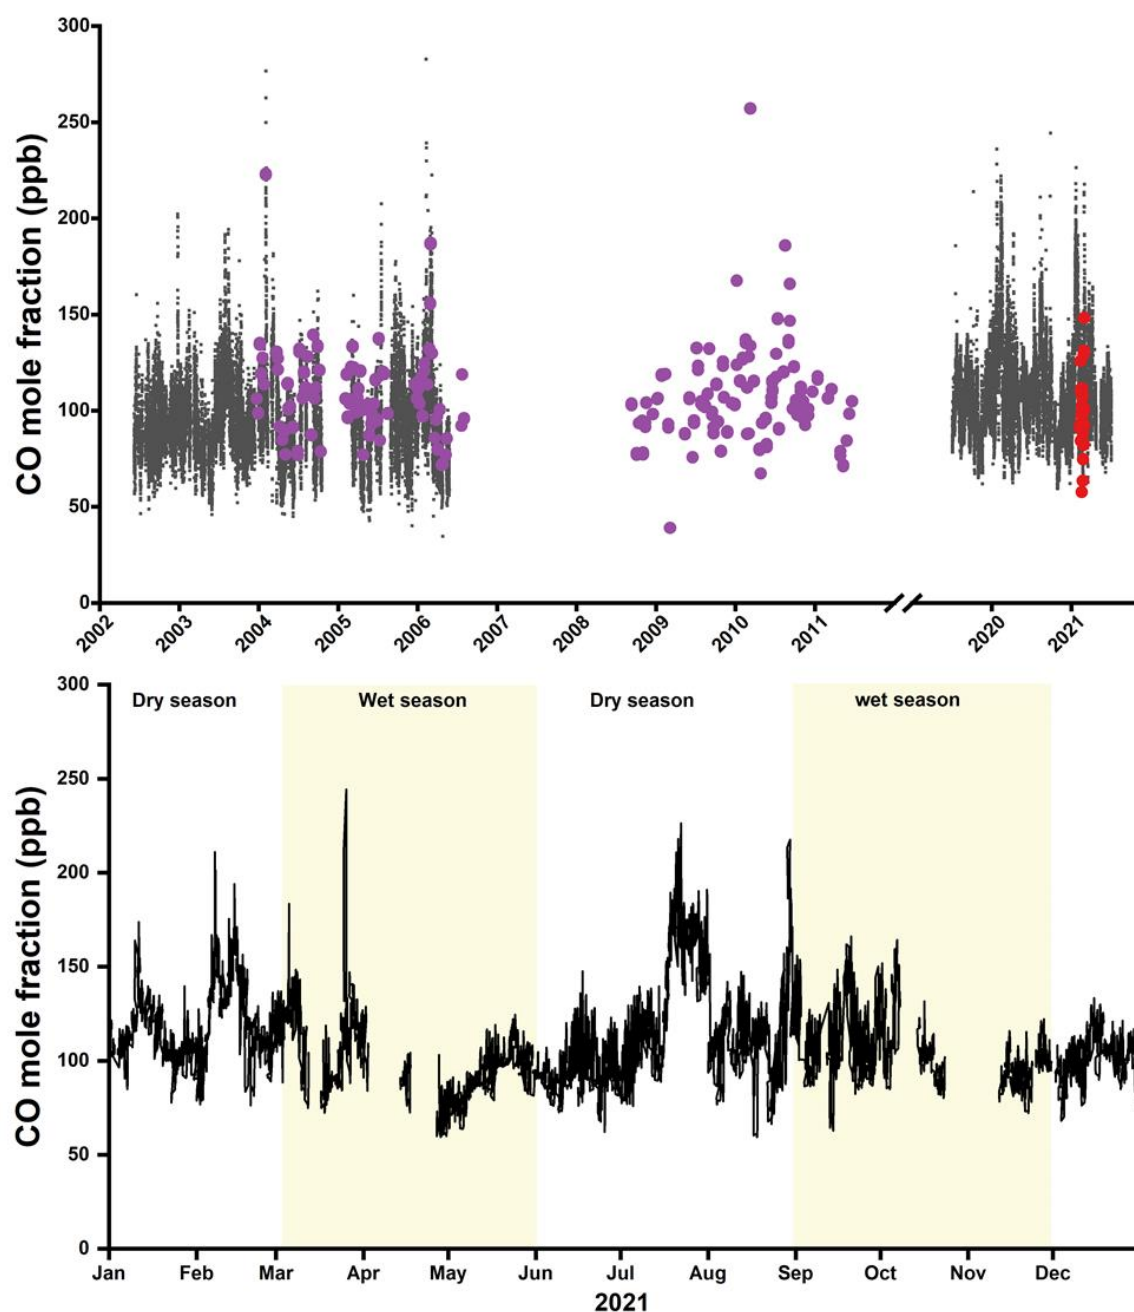 CO mole fraction (ppb)
300
250
200
150
100
50
0
2002
2003
2004
2005
2006
2007
2008
2009
2010
2011
2020
2021
CO mole fraction (ppb)
300
250
200
150
100
50
0
Dry season
Wet season
Dry season
wet season
Jan
Feb
Mar
Apr
May
Jun
Jul
Aug
Sep
Oct
Nov
Dec
2021